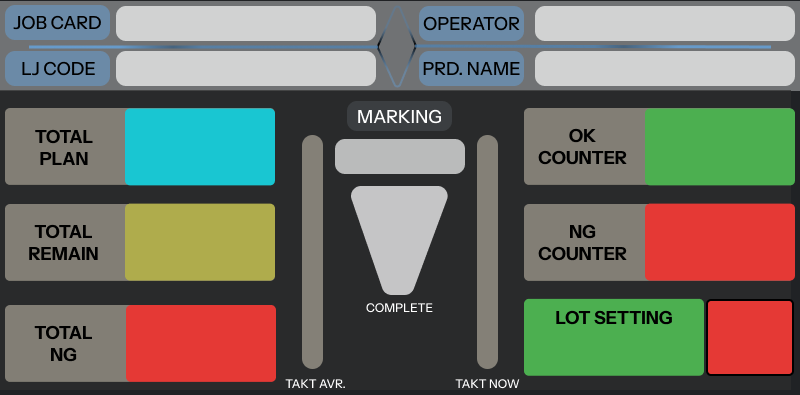 JOB CARD
OPERATOR
LJ CODE
PRD. NAME
MARKING
TOTAL
PLAN
OK
COUNTER
TOTAL
REMAIN
NG
COUNTER
COMPLETE
LOT SETTING
TOTAL
NG
TAKT AVR.
TAKT NOW